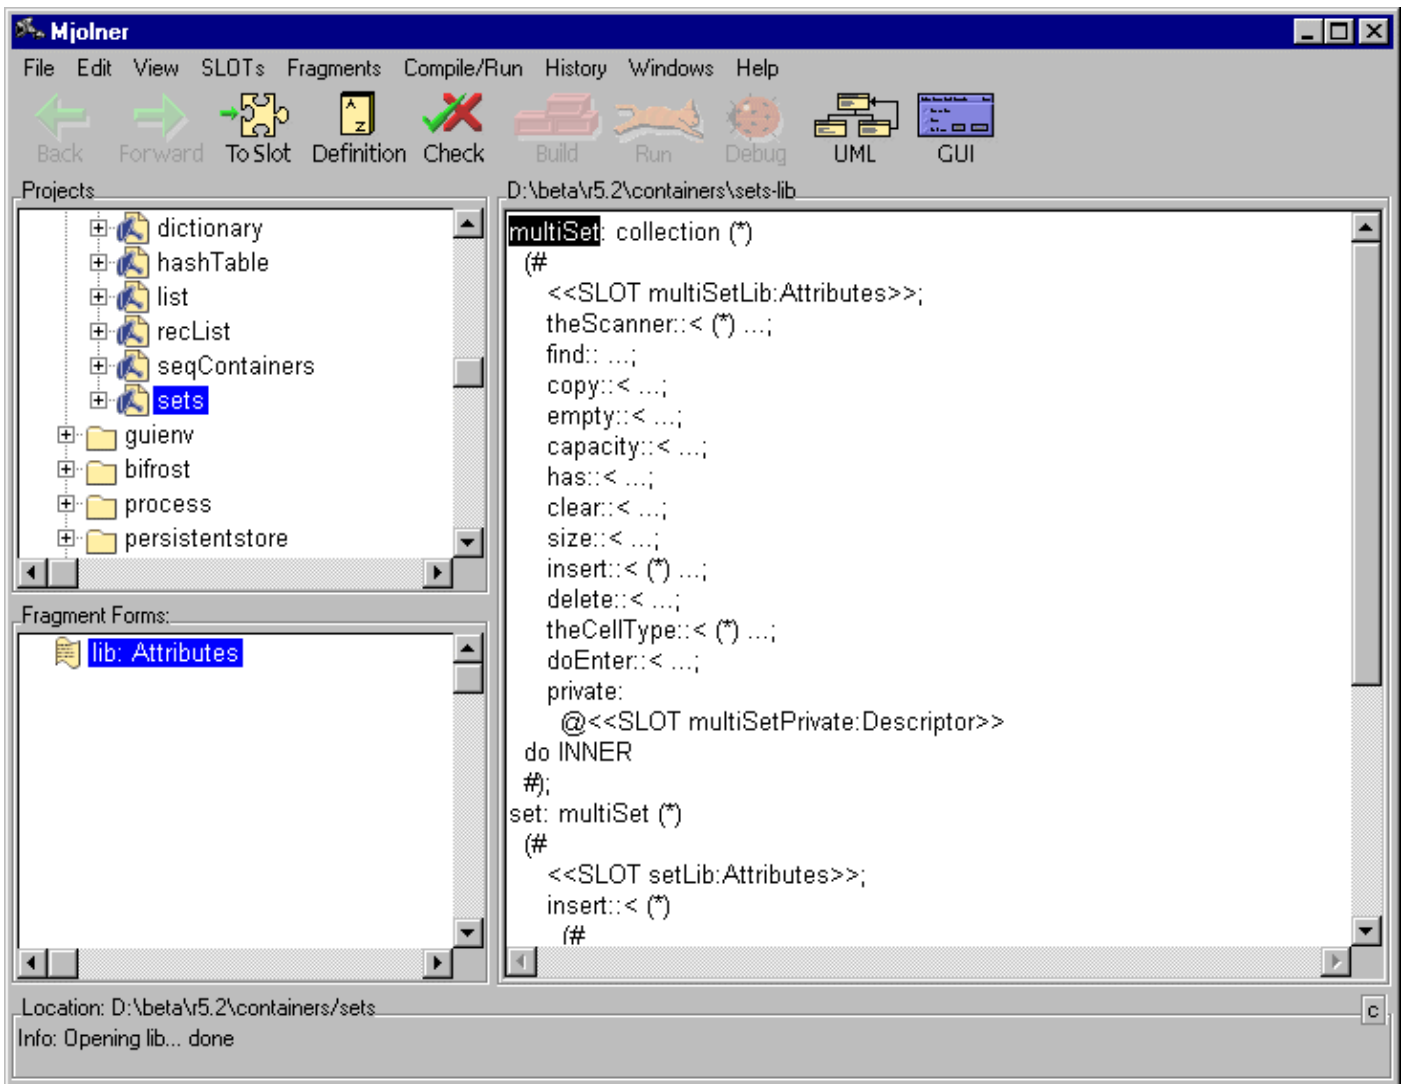 Mjolner
File Edit View SLOTs Fragments Compile/Run History Windows Help
Back Forward To Slot Definition Check Build Run Debug UML GUI
Projects
dictionary
hashTable
list
recList
seqContainers
sets
guienv
bifrost
process
persistentstore
Fragment Forms:
lib: Attributes
D:\beta\r5.2\containers\sets-lib
multiSet: collection (*)
(#
<<SLOT multiSetLib:Attributes>>;
theScanner::< (*) ...;
find:: ...;
copy::< ...;
empty::< ...;
capacity::< ...;
has::< ...;
clear::< ...;
size::< ...;
insert::< (*) ...;
delete::< ...;
theCellType::< (*) ...;
doEnter::< ...;
private:
@<<SLOT multiSetPrivate:Descriptor>>
do INNER
#);
set: multiSet (*)
(#
<<SLOT setLib:Attributes>>;
insert::< (*)
(#
Location: D:\beta\r5.2\containers/sets
c
Info: Opening lib... done